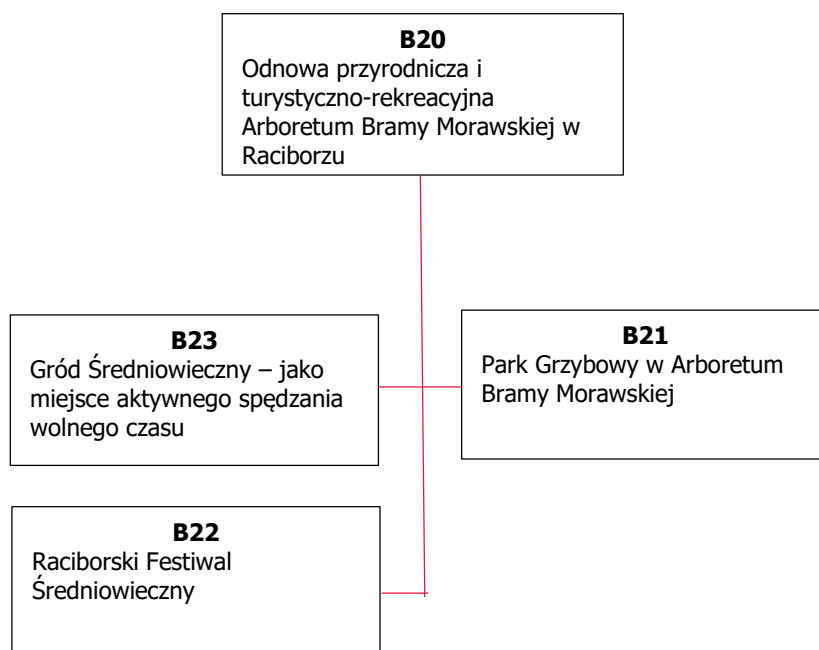 B20
Odnowa przyrodnicza i
turystyczno-rekreacyjna
Arboretum Bramy Morawskiej w
Raciborzu
B23
Gród Średniowieczny – jako
miejsce aktywnego spędzania
wolnego czasu
B21
Park Grzybowy w Arboretum
Bramy Morawskiej
B22
Raciborski Festiwal
Średniowieczny